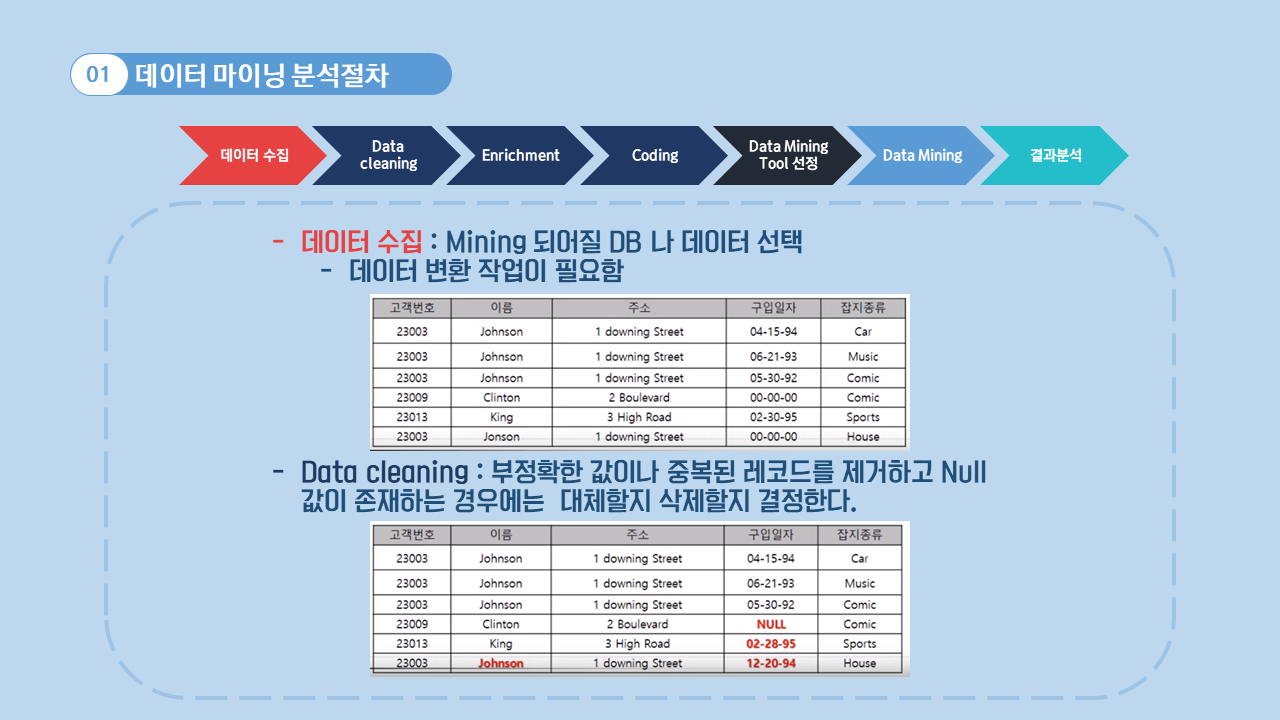 01 데이터 마이닝 분석절차
데이터 수집
Data
cleaning
Enrichment
Coding
Data Mining
Tool 선정
Data Mining
결과분석
- 데이터 수집 : Mining 되어질 DB 나 데이터 선택
- 데이터 변환 작업이 필요함
고객번호 이름 주소 구입일자 잡지종류
23003 Johnson 1 downing Street 04-15-94 Car
23003 Johnson 1 downing Street 06-21-93 Music
23003 Johnson 1 downing Street 05-30-92 Comic
23009 Clinton 2 Boulevard 00-00-00 Comic
23013 King 3 High Road 02-30-95 Sports
23003 Jonson 1 downing Street 00-00-00 House
- Data cleaning : 부정확한 값이나 중복된 레코드를 제거하고 Null
값이 존재하는 경우에는 대체할지 삭제할지 결정한다.
고객번호 이름 주소 구입일자 잡지종류
23003 Johnson 1 downing Street 04-15-94 Car
23003 Johnson 1 downing Street 06-21-93 Music
23003 Johnson 1 downing Street 05-30-92 Comic
23009 Clinton 2 Boulevard NULL Comic
23013 King 3 High Road 02-28-95 Sports
23003 Johnson 1 downing Street 12-20-94 House